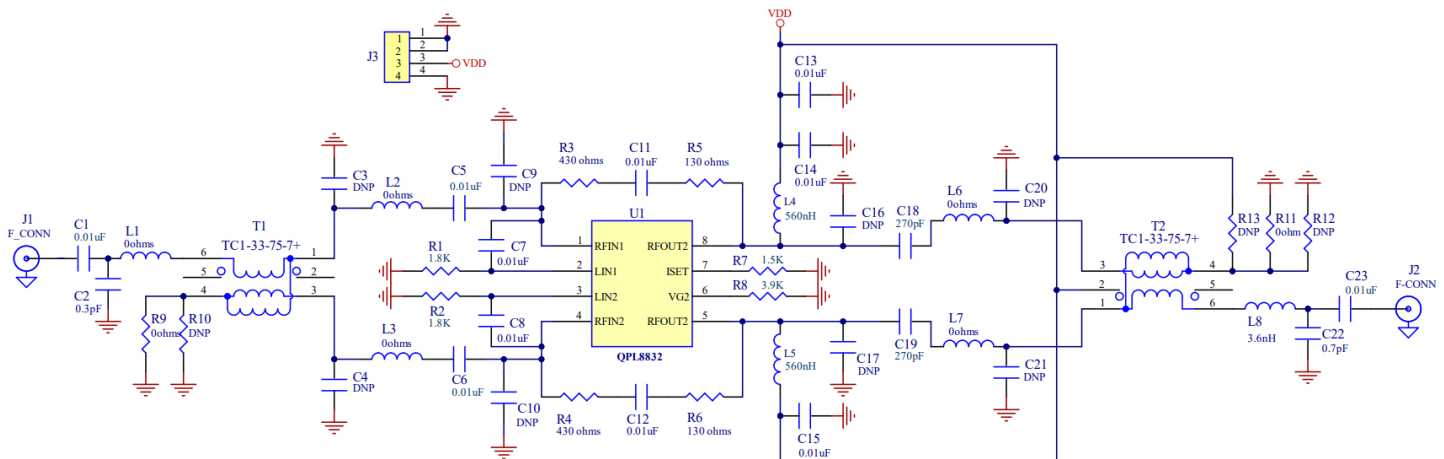 VDD
J3
1
2
3
4
1
2
3
4
VDD
C13
0.01uF
C14
0.01uF
J1
F_CONN
C1
0.01uF
C2
0.3pF
L1
0ohms
T1
TC1-33-75-7+
6
5
4
1
2
3
R9
0ohms
R10
DNP
C3
DNP
C4
DNP
L2
0ohms
L3
0ohms
C5
0.01uF
C6
0.01uF
C9
DNP
C10
DNP
R1
1.8K
R2
1.8K
C7
0.01uF
C8
0.01uF
R3
430 ohms
C11
0.01uF
R5
130 ohms
U1
1
2
3
4
RFIN1
LIN1
LIN2
RFIN2
RFOUT2
ISET
VG2
RFOUT2
8
7
6
5
QPL8832
R7
1.5K
R8
3.9K
R4
430 ohms
C12
0.01uF
R6
130 ohms
L4
560nH
L5
560nH
C15
0.01uF
C16
DNP
C17
DNP
C18
270pF
C19
270pF
L6
0ohms
L7
0ohms
C20
DNP
C21
DNP
T2
TC1-33-75-7+
3
2
1
4
5
6
R13
DNP
R11
0ohm
R12
DNP
L8
3.6nH
C22
0.7pF
C23
0.01uF
J2
F-CONN